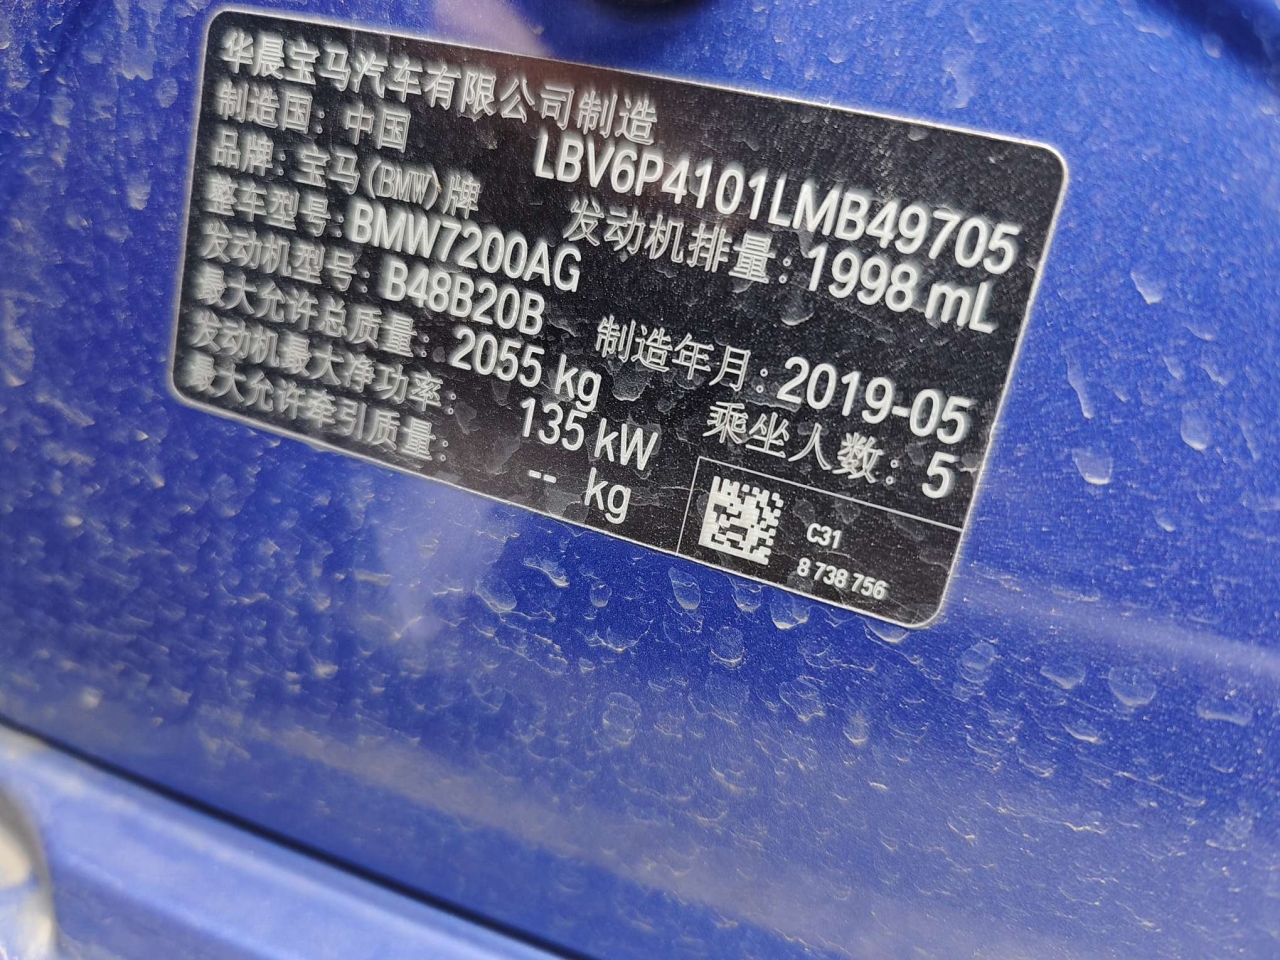 华晨宝马汽车有限公司制造
制造国：中国 LBV6P4101LMB49705
品牌：宝马(BMW)牌 发动机排量：1998 mL
整车型号：BMW7200AG
发动机型号：B48B20B 制造年月：2019-05
最大允许总质量：2055 kg 乘坐人数：5
发动机最大净功率：135 kW
最大允许牵引质量：-- kg
C31
8 738 756